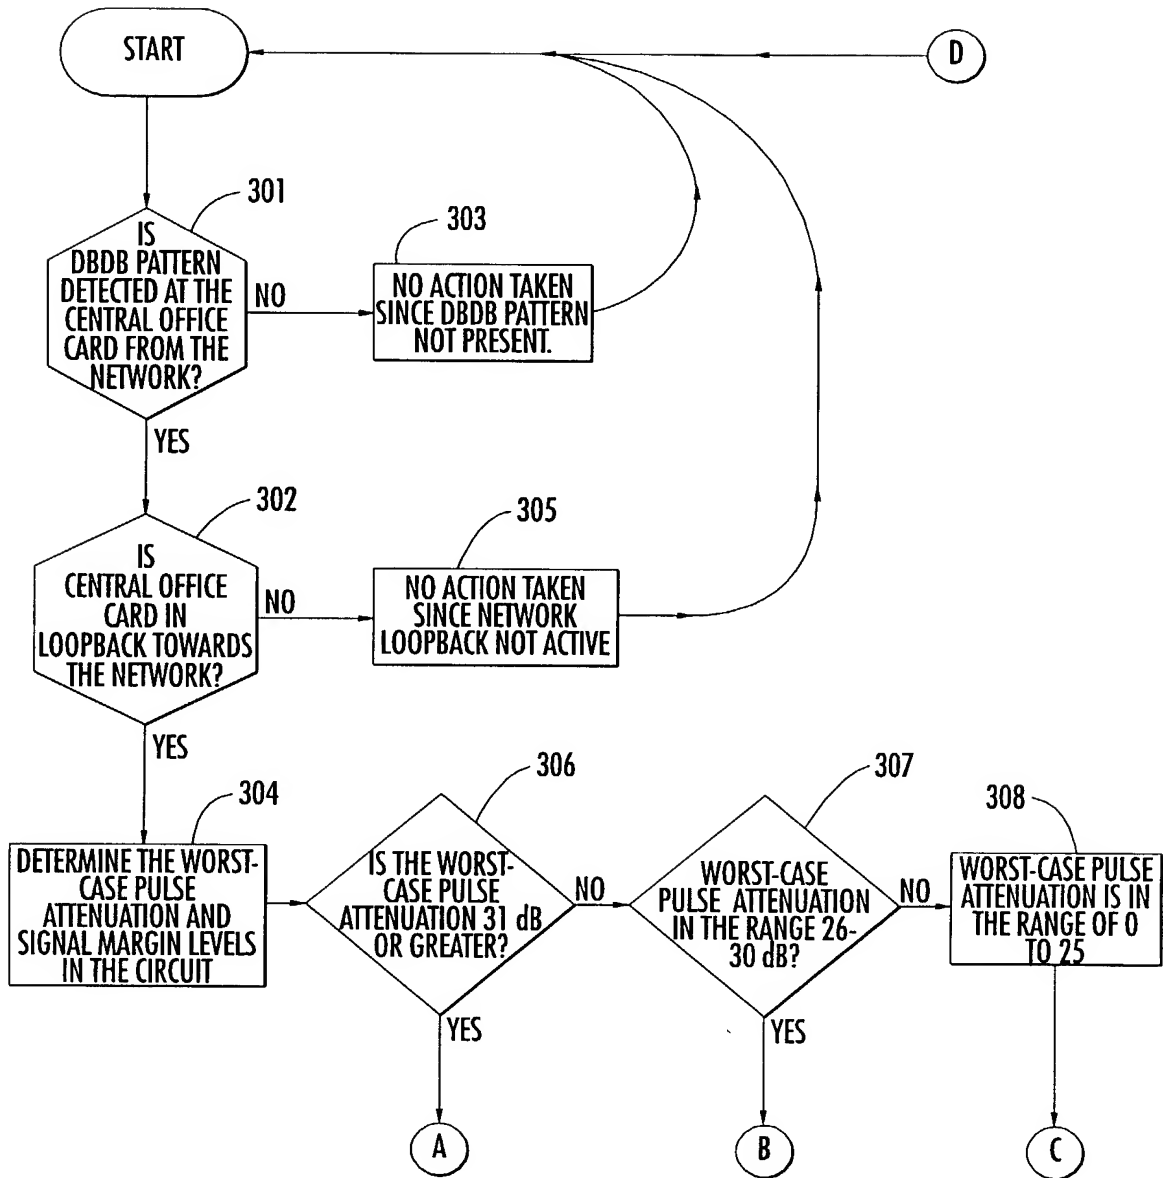 START
D
301
IS
DBDB PATTERN
DETECTED AT THE
CENTRAL OFFICE
CARD FROM THE
NETWORK?
NO
303
NO ACTION TAKEN
SINCE DBDB PATTERN
NOT PRESENT.
YES
302
IS
CENTRAL OFFICE
CARD IN
LOOPBACK TOWARDS
THE NETWORK?
NO
305
NO ACTION TAKEN
SINCE NETWORK
LOOPBACK NOT ACTIVE
YES
304
DETERMINE THE WORST-
CASE PULSE
ATTENUATION AND
SIGNAL MARGIN LEVELS
IN THE CIRCUIT
306
IS THE WORST-
CASE PULSE
ATTENUATION 31 dB
OR GREATER?
NO
YES
A
307
WORST-CASE
PULSE ATTENUATION
IN THE RANGE 26-
30 dB?
NO
YES
B
308
WORST-CASE PULSE
ATTENUATION IS IN
THE RANGE OF 0
TO 25
C